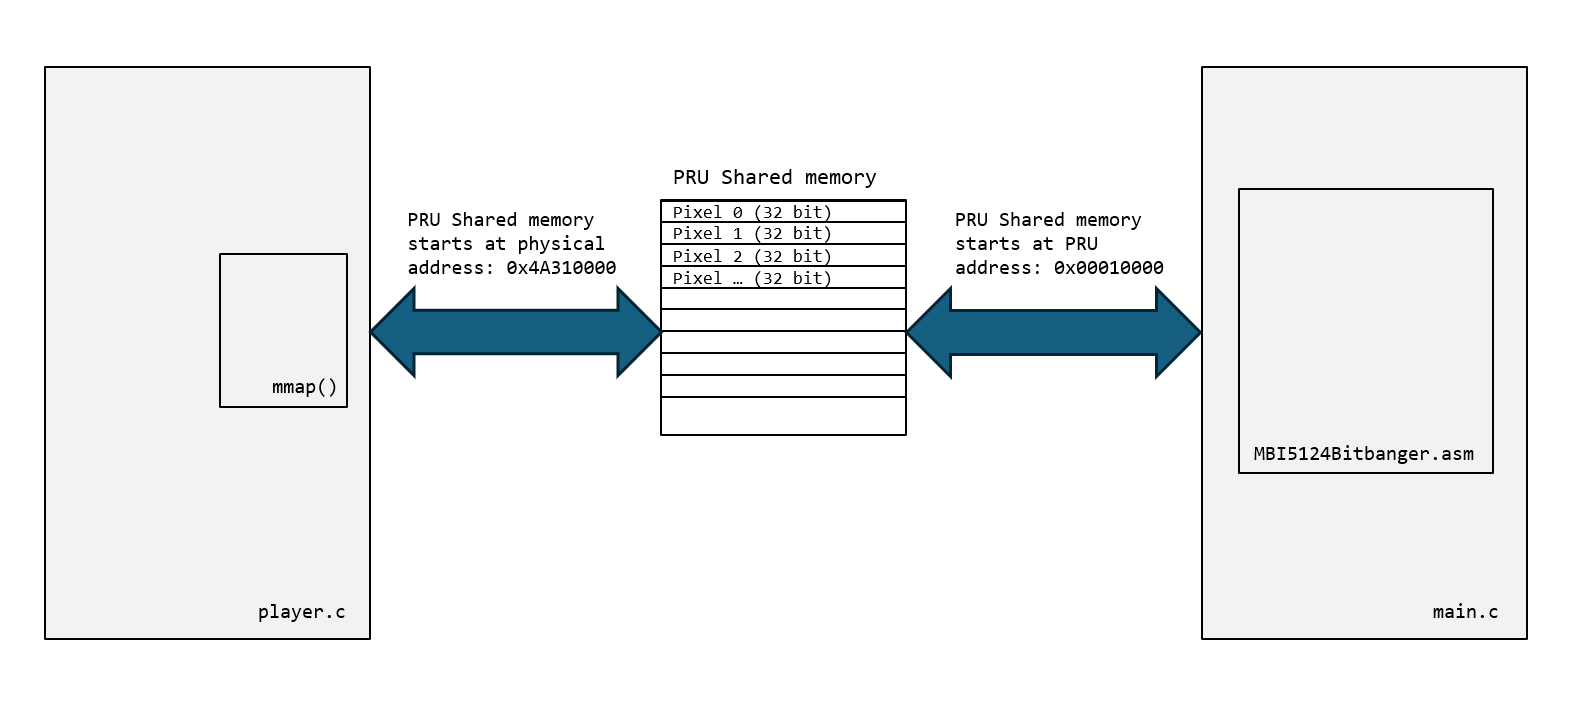 PRU Shared memory
PRU Shared memory
starts at physical
address: 0x4A310000
Pixel 0 (32 bit)
Pixel 1 (32 bit)
Pixel 2 (32 bit)
Pixel … (32 bit)
PRU Shared memory
starts at PRU
address: 0x00010000
mmap()
MBI5124Bitbanger.asm
player.c
main.c